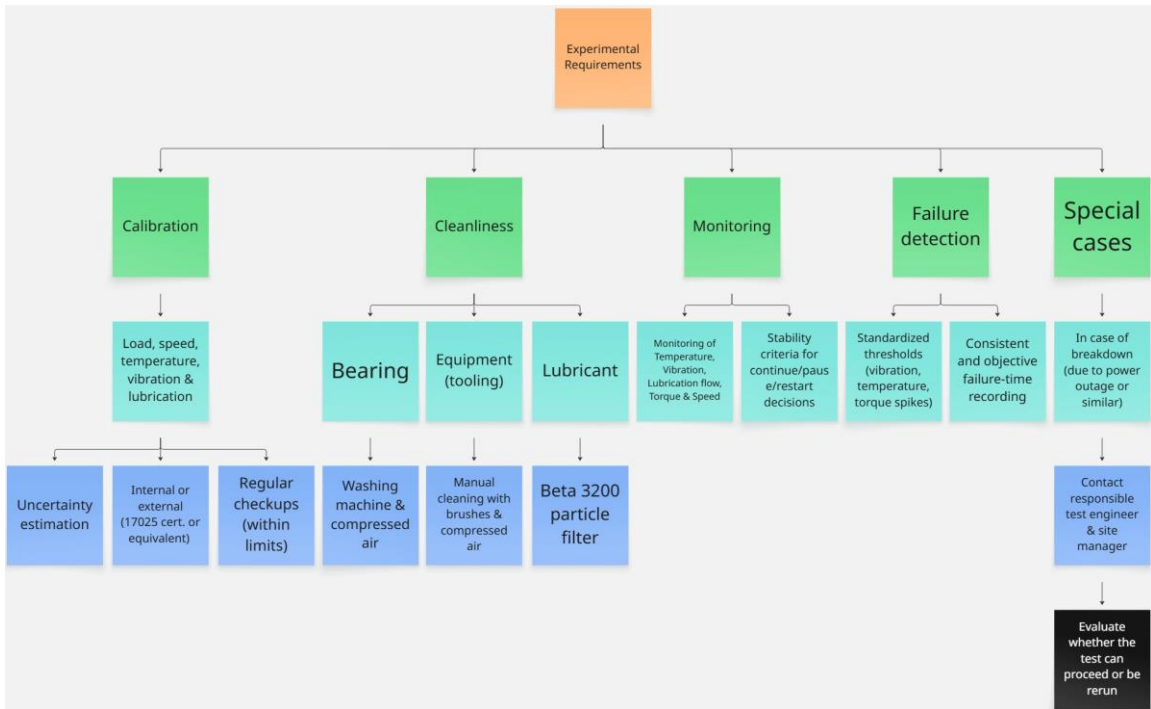 Experimental
Requirements
Calibration
Cleanliness
Monitoring
Failure
detection
Special
cases
Load, speed,
temperature,
vibration &
lubrication
Bearing
Equipment
(tooling)
Lubricant
Monitoring of
Temperature,
Vibration,
Lubrication flow,
Torque & Speed
Stability
criteria for
continue/paus
e/restart
decisions
Standardized
thresholds
(vibration,
temperature,
torque spikes)
Consistent
and objective
failure-time
recording
In case of
breakdown
(due to power
outage or
similar)
Uncertainty
estimation
Internal or
external
(17025 cert. or
equivalent)
Regular
checkups
(within
limits)
Washing
machine &
compressed
air
Manual
cleaning with
brushes &
compressed
air
Beta 3200
particle
filter
Contact
responsible
test engineer
& site
manager
Evaluate
whether the
test can
proceed or be
rerun